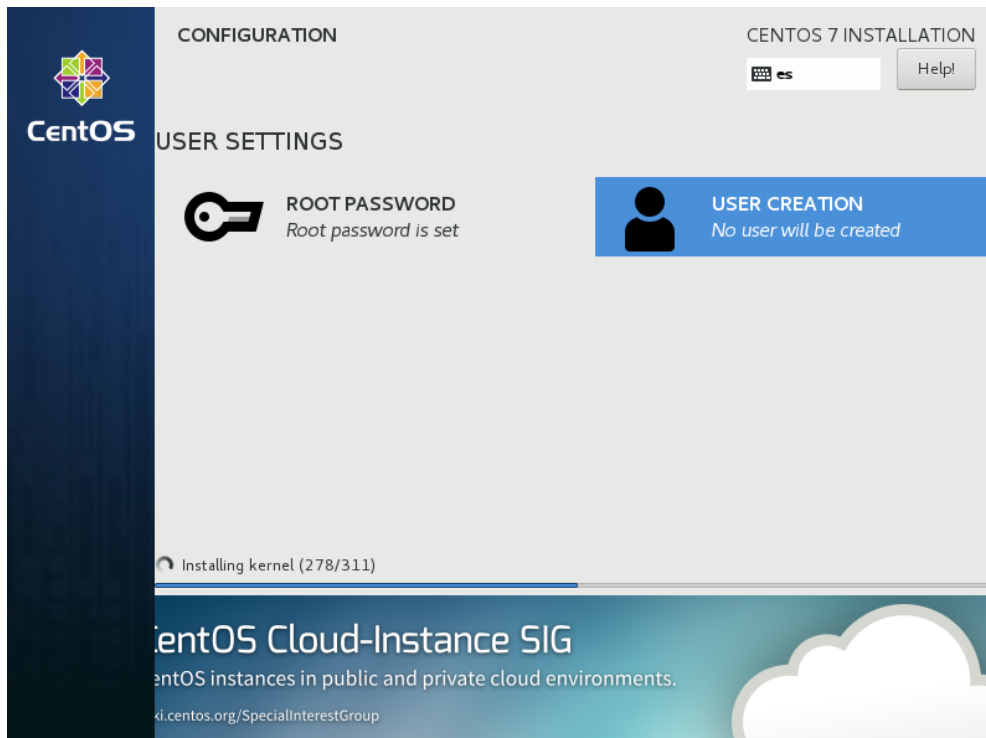 CONFIGURATION
CENTOS 7 INSTALLATION
es
Help!
CentOS
USER SETTINGS
ROOT PASSWORD
Root password is set
USER CREATION
No user will be created
Installing kernel (278/311)
entOS Cloud-Instance SIG
entOS instances in public and private cloud environments.
ki.centos.org/SpecialInterestGroup